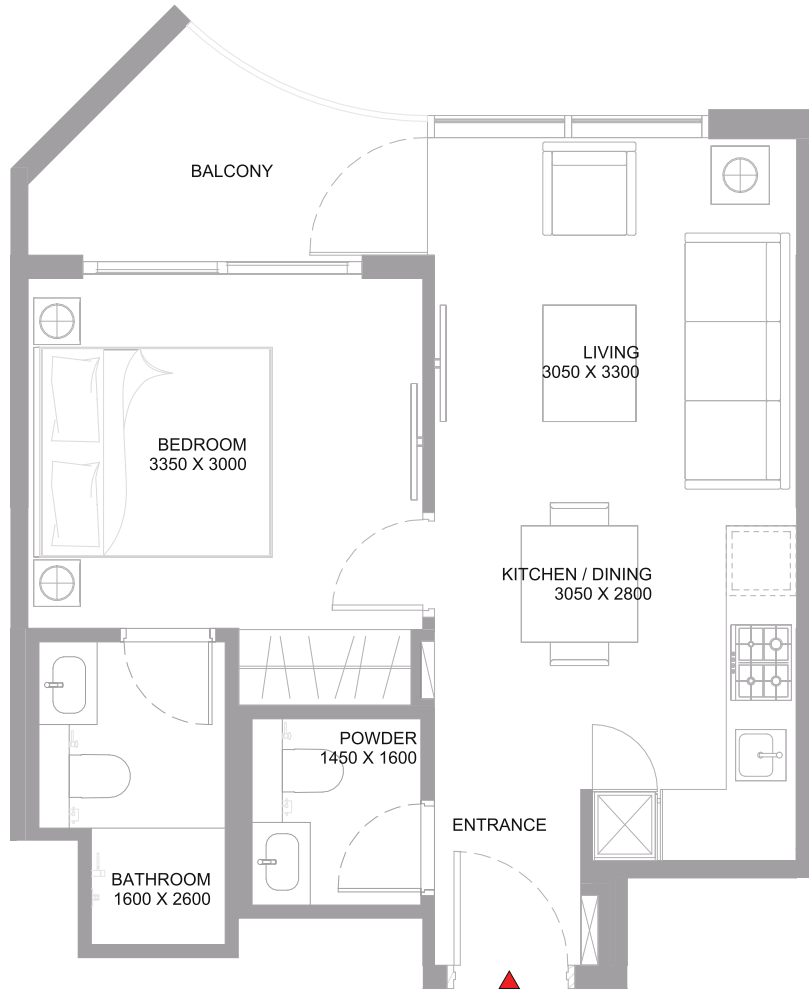 BALCONY
LIVING
3050 X 3300
BEDROOM
3350 X 3000
KITCHEN / DINING
3050 X 2800
POWDER
1450 X 1600
ENTRANCE
BATHROOM
1600 X 2600